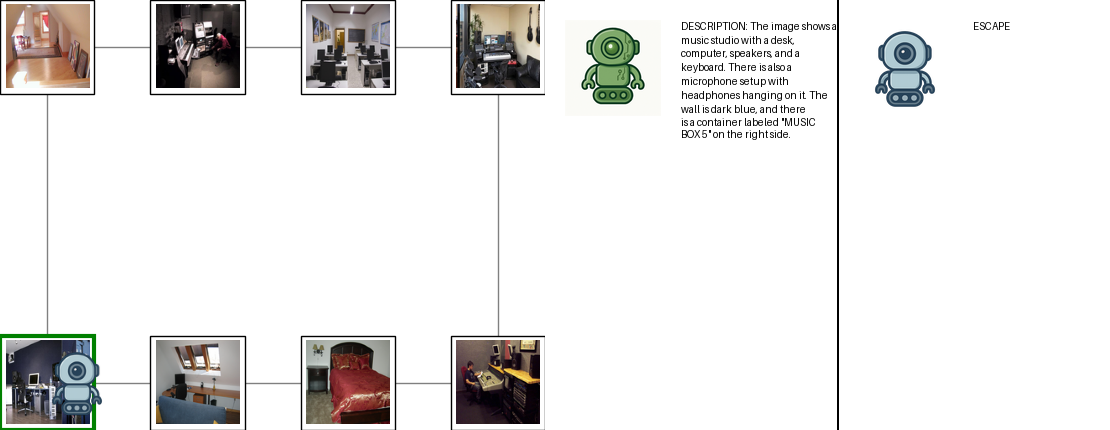 DESCRIPTION: The image shows a
music studio with a desk,
computer, speakers, and a
keyboard. There is also a
microphone setup with
headphones hanging on it. The
wall is dark blue, and there
is a container labeled "MUSIC
BOX 5" on the right side.
ESCAPE